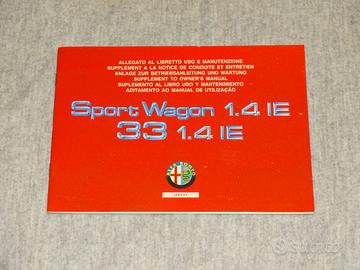 ALLEGATO AL LIBRETTO USO E MANUTENZIONE
SUPPLEMENT A LA NOTICE DE CONDUITE ET ENTRETIEN
ANLAGE ZUR BETRIEBSANLEITUNG UND WARTUNG
SUPPLEMENT TO OWNER'S MANUAL
SUPLEMENTO AL LIBRO USO Y MANTENIMIENTO
ADITAMENTO AO MANUAL DE UTILIZAÇÃO
Sport Wagon 1.4 IE
33 1.4 IE
subito